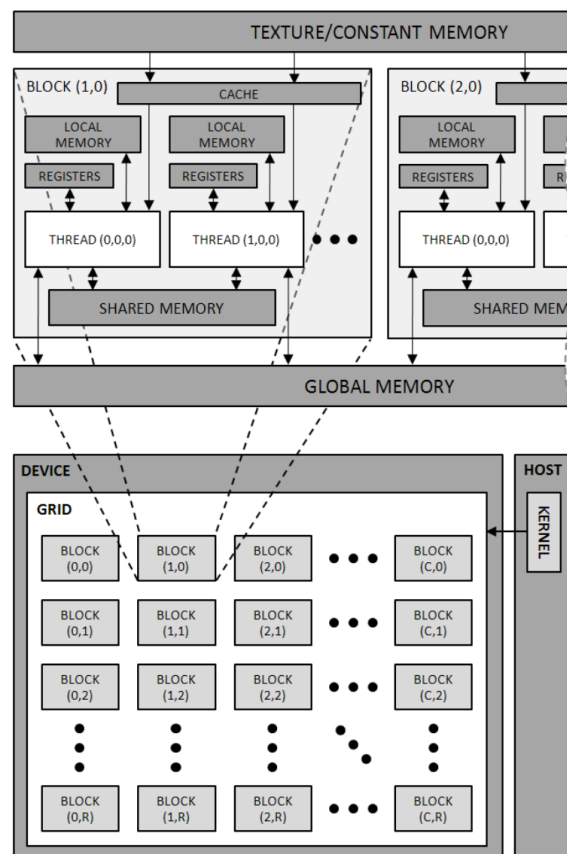 TEXTURE/CONSTANT MEMORY
BLOCK (1,0)
CACHE
LOCAL
MEMORY
LOCAL
MEMORY
REGISTERS
REGISTERS
THREAD (0,0,0)
THREAD (1,0,0)
SHARED MEMORY
BLOCK (2,0)
LOCAL
MEMORY
REGISTERS
RE
THREAD (0,0,0)
SHARED MEM
GLOBAL MEMORY
DEVICE
HOST
GRID
KERNEL
BLOCK
(0,0)
BLOCK
(1,0)
BLOCK
(2,0)
BLOCK
(C,0)
BLOCK
(0,1)
BLOCK
(1,1)
BLOCK
(2,1)
BLOCK
(C,1)
BLOCK
(0,2)
BLOCK
(1,2)
BLOCK
(2,2)
BLOCK
(C,2)
BLOCK
(0,R)
BLOCK
(1,R)
BLOCK
(2,R)
BLOCK
(C,R)